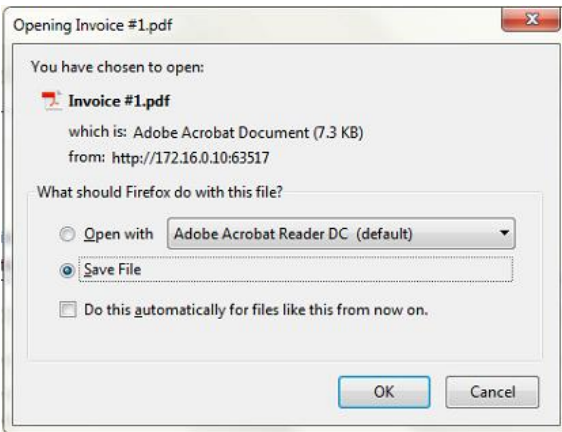 Opening Invoice #1.pdf
You have chosen to open:
Invoice #1.pdf
which is: Adobe Acrobat Document (7.3 KB)
from: http://172.16.0.10:63517
What should Firefox do with this file?
Open with Adobe Acrobat Reader DC (default)
Save File
Do this automatically for files like this from now on.
OK Cancel